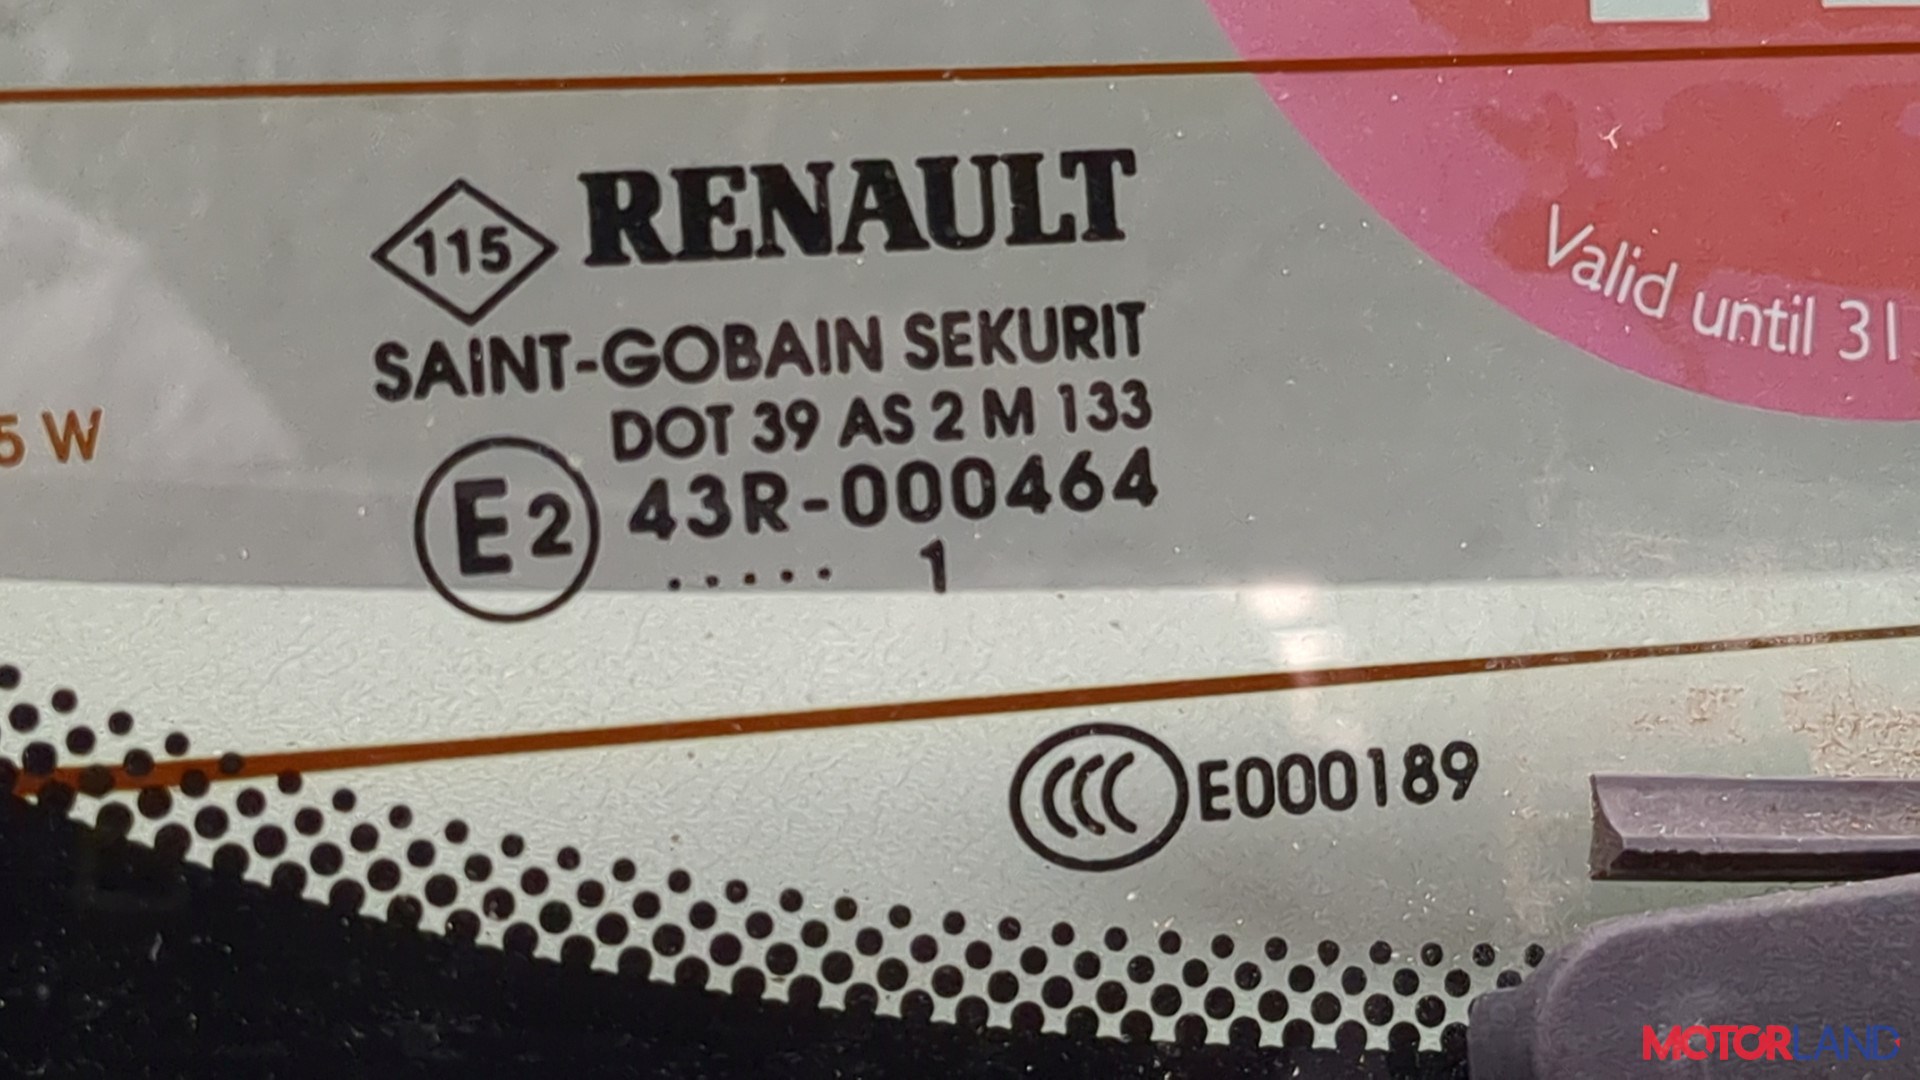 115 RENAULT
SAINT-GOBAIN SEKURIT
DOT 39 AS 2 M 133
E2 43R-000464
..... 1
5 W
Valid until 31
CCC E000189
MOTORLAND